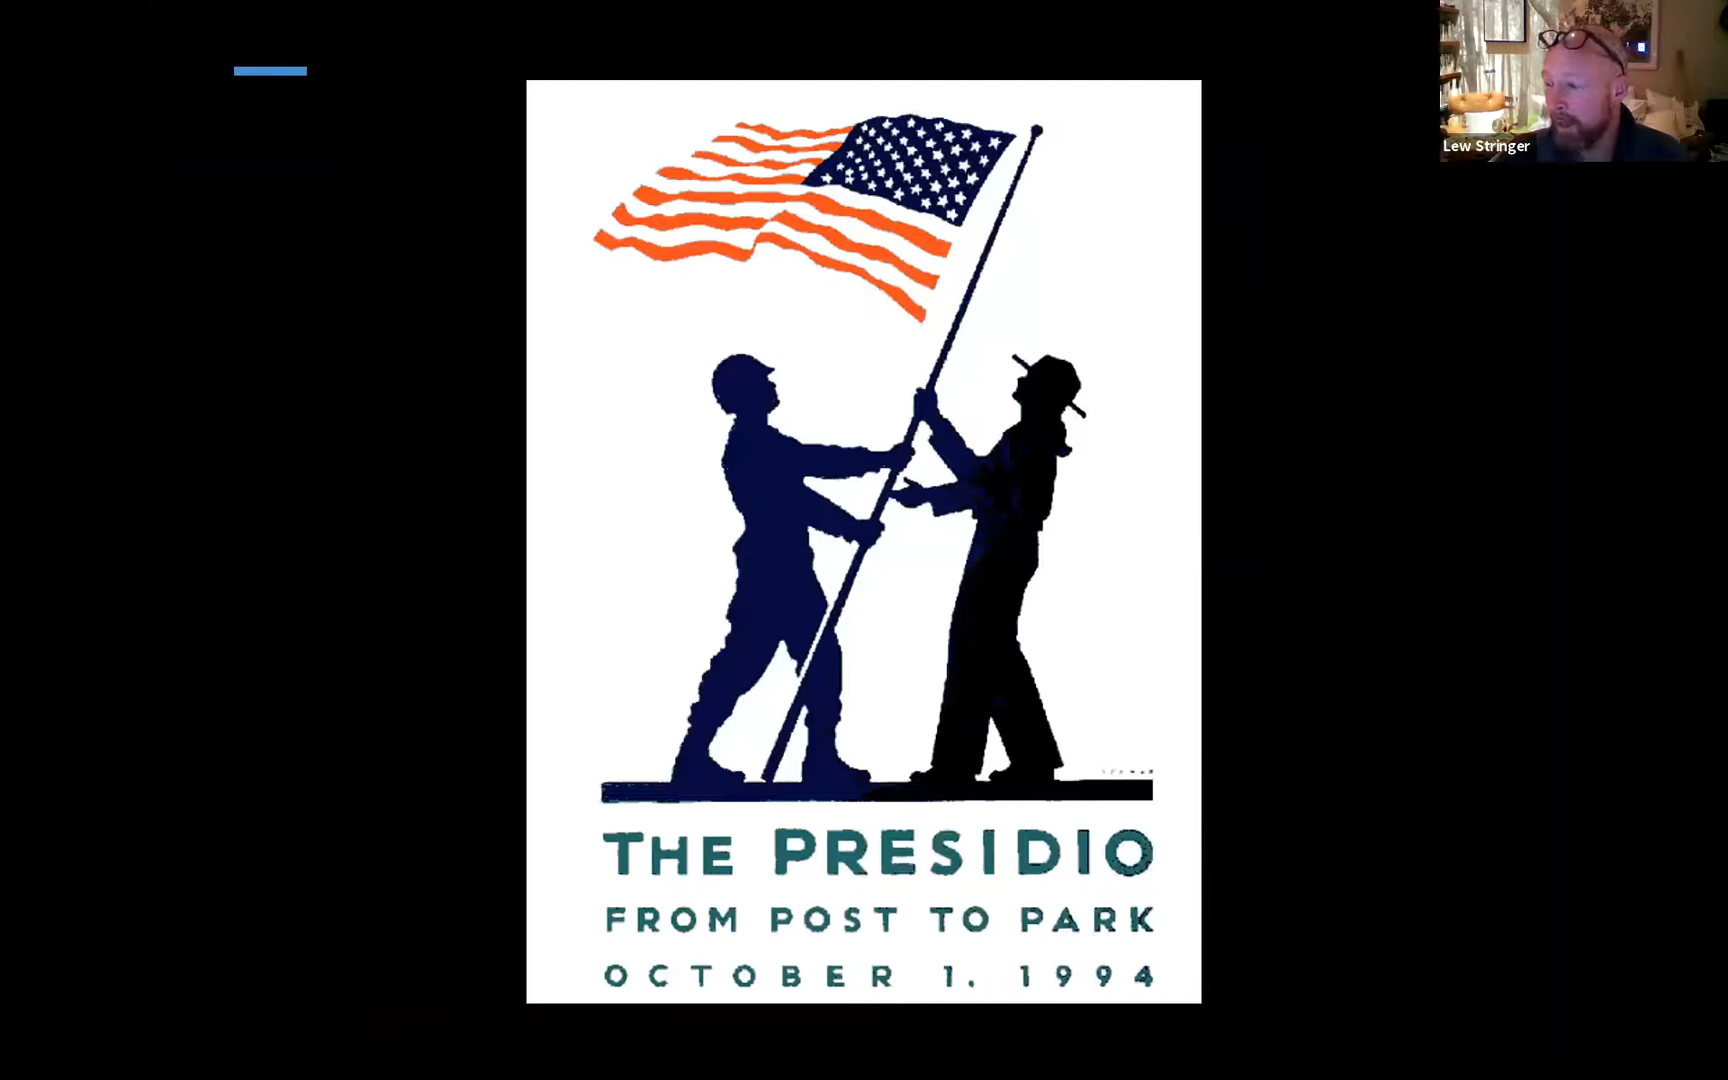 Lew Stringer
THE PRESIDIO
FROM POST TO PARK
OCTOBER 1, 1994